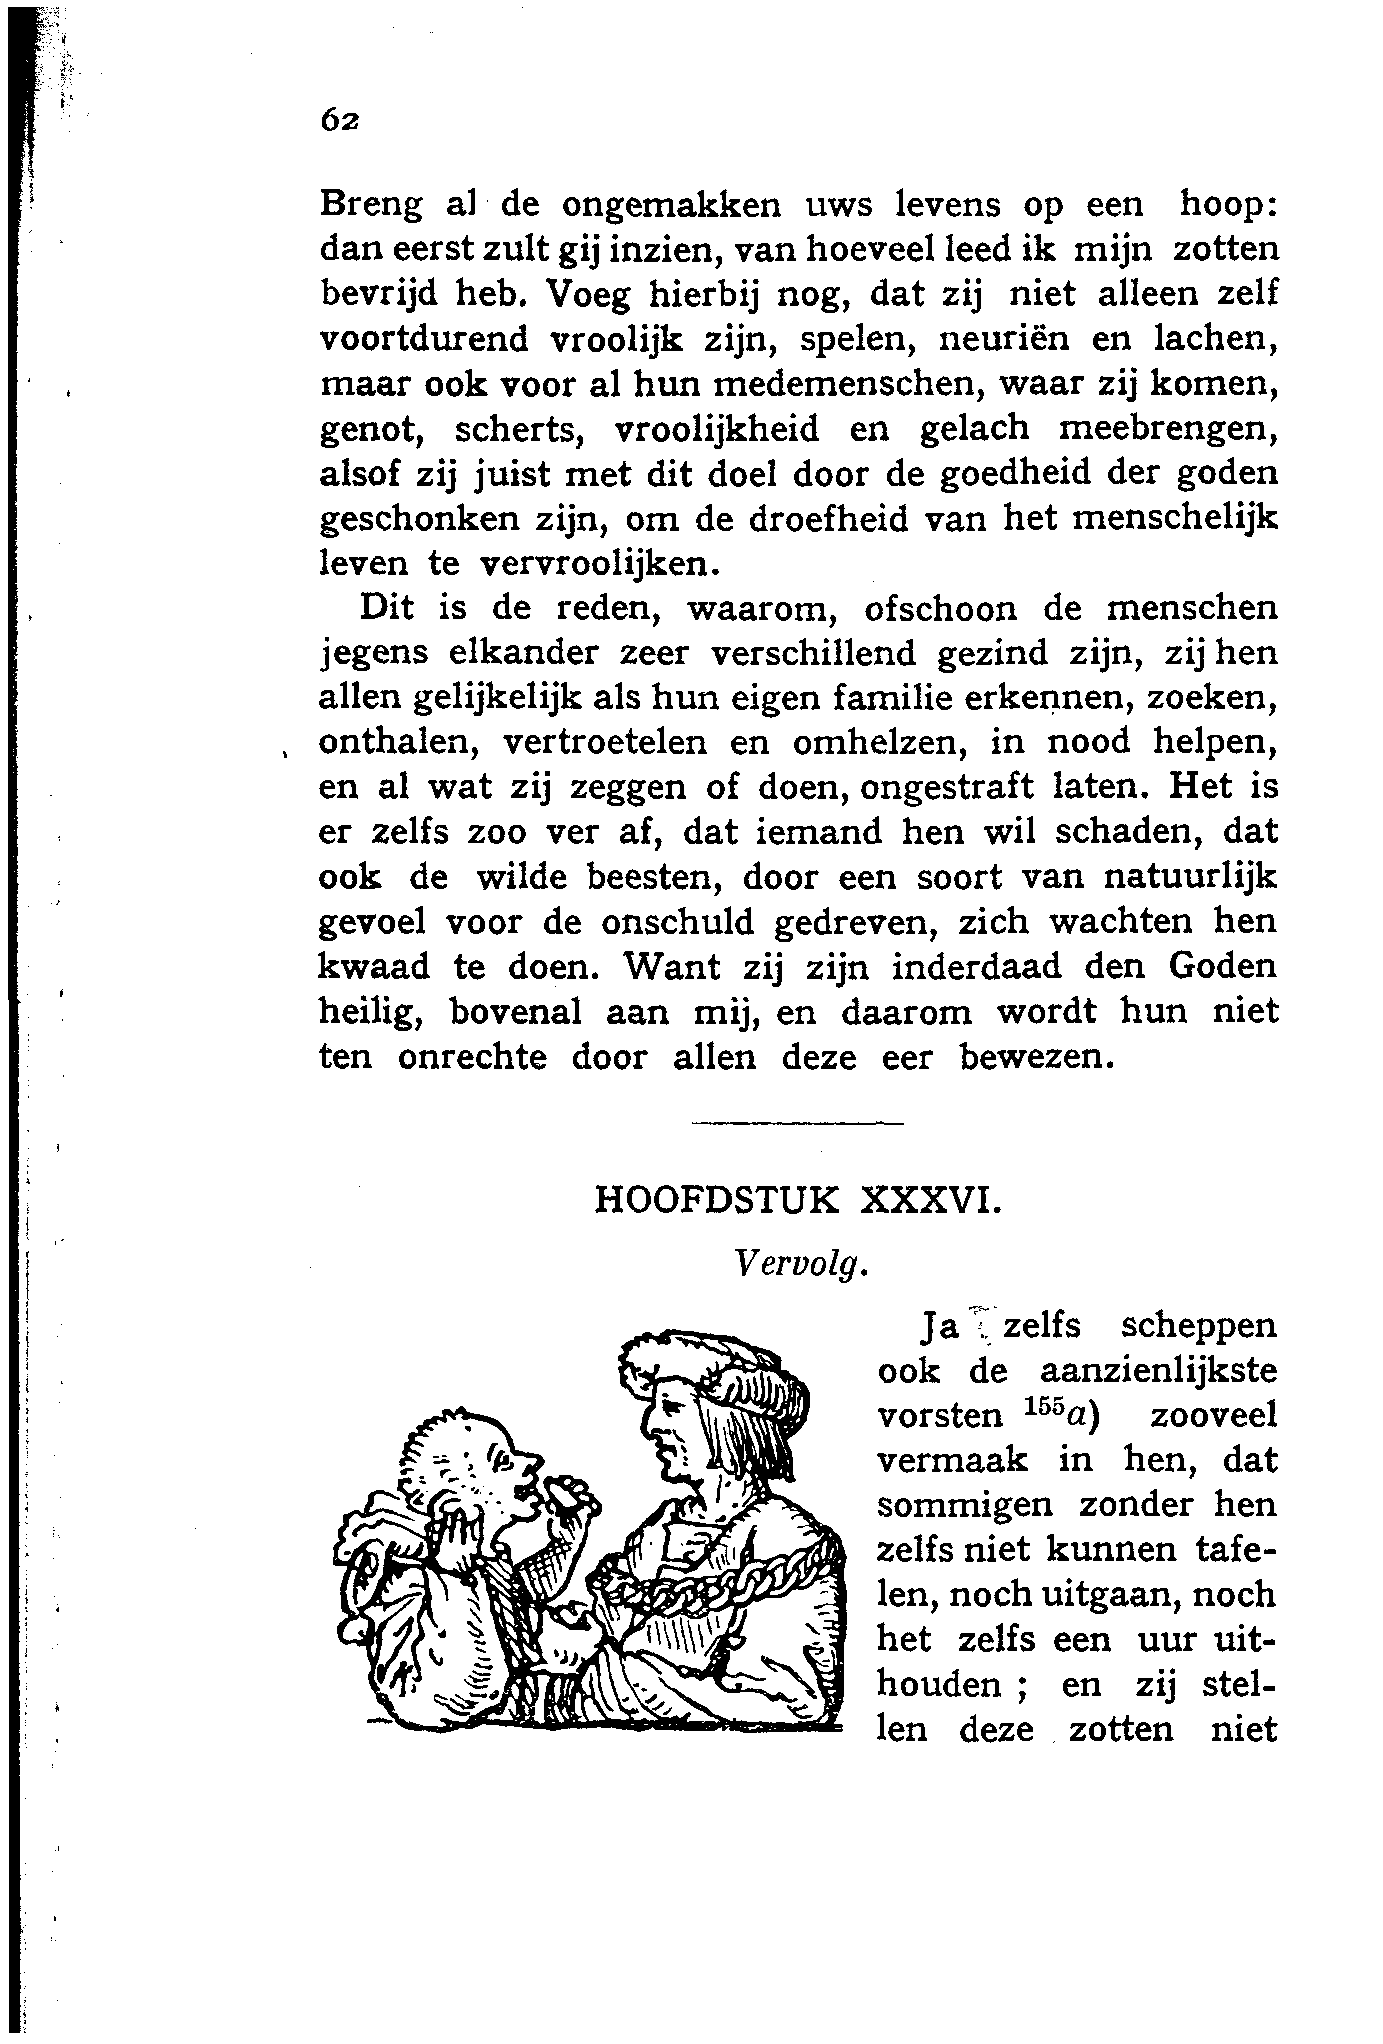 62
Breng al de ongemakken uws levens op een hoop:
dan eerst zult gij inzien, van hoeveel leed ik mijn zotten
bevrijd heb. Voeg hierbij nog, dat zij niet alleen zelf
voortdurend vroolijk zijn, spelen, neuriën en lachen,
maar ook voor al hun medemenschen, waar zij komen,
genot, scherts, vroolijkheid en gelach meebrengen,
alsof zij juist met dit doel door de goedheid der goden
geschonken zijn, om de droefheid van het menschelijk
leven te vervroolijken.
Dit is de reden, waarom, ofschoon de menschen
jegens elkander zeer verschillend gezind zijn, zij hen
allen gelijkelijk als hun eigen familie erkennen, zoeken,
onthalen, vertroetelen en omhelzen, in nood helpen,
en al wat zij zeggen of doen, ongestraft laten. Het is
er zelfs zoo ver af, dat iemand hen wil schaden, dat
ook de wilde beesten, door een soort van natuurlijk
gevoel voor de onschuld gedreven, zich wachten hen
kwaad te doen. Want zij zijn inderdaad den Goden
heilig, bovenal aan mij, en daarom wordt hun niet
ten onrechte door allen deze eer bewezen.
HOOFDSTUK XXXVI.
Vervolg.
Ja zelfs scheppen
ook de aanzienlijkste
vorsten 155a) zooveel
vermaak in hen, dat
sommigen zonder hen
zelfs niet kunnen tafe-
len, noch uitgaan, noch
het zelfs een uur uit-
houden ; en zij stel-
len deze zotten niet